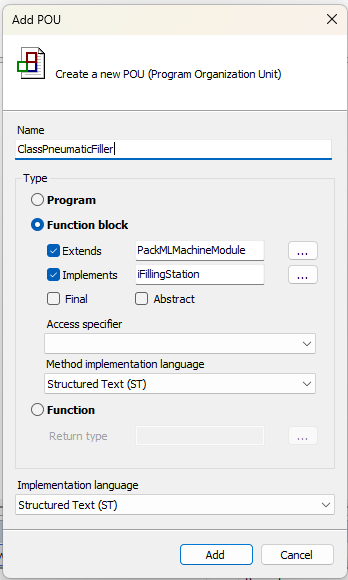 Add POU
Create a new POU (Program Organization Unit)
Name
ClassPneumaticFiller
Type
Program
Function block
Extends PackMLMachineModule ...
Implements iFillingStation ...
Final Abstract
Access specifier
Method implementation language
Structured Text (ST)
Function
Return type ...
Implementation language
Structured Text (ST)
Add Cancel